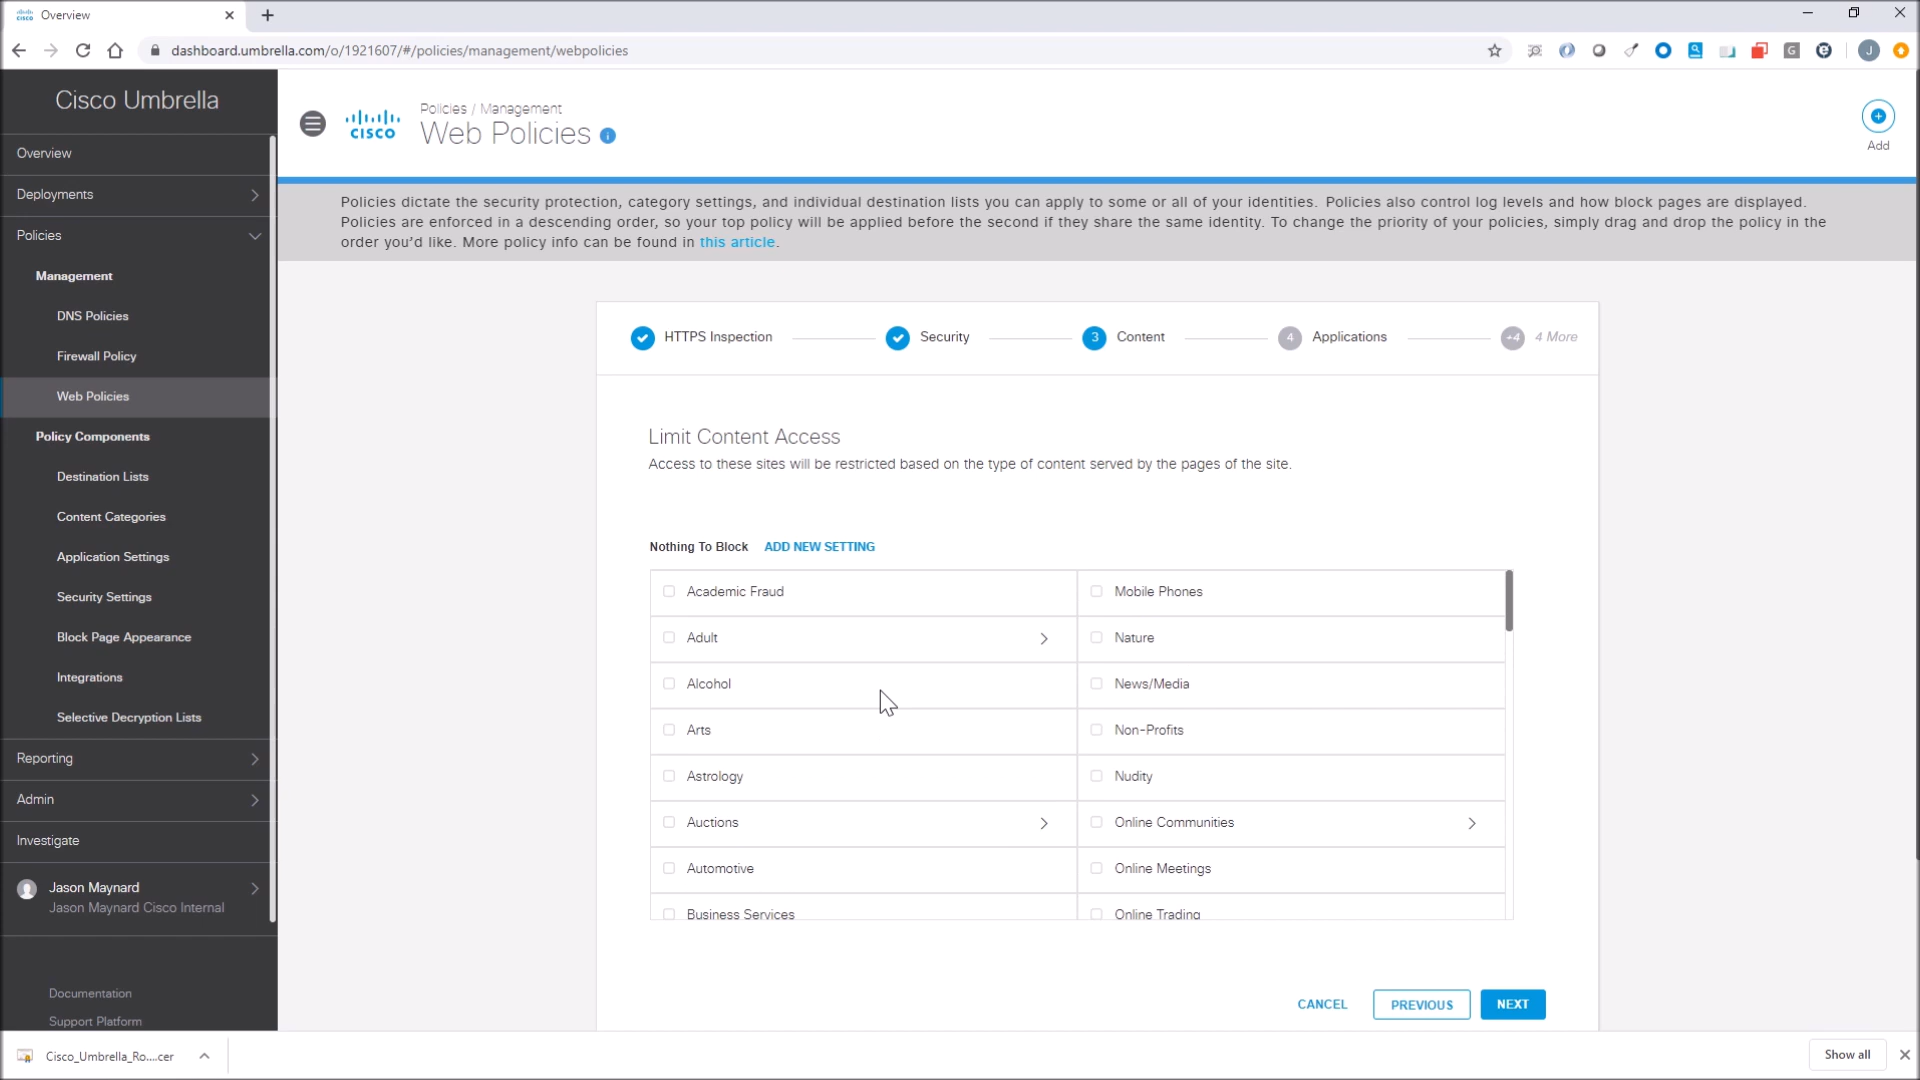 Overview
dashboard.umbrella.com/o/1921607/#/policies/management/webpolicies
G
J
Cisco Umbrella
Overview
Deployments
Policies
Management
DNS Policies
Firewall Policy
Web Policies
Policy Components
Destination Lists
Content Categories
Application Settings
Security Settings
Block Page Appearance
Integrations
Selective Decryption Lists
Reporting
Admin
Investigate
Jason Maynard
Jason Maynard Cisco Internal
Documentation
Support Platform
CISCO
Policies / Management
Web Policies
Add
Policies dictate the security protection, category settings, and individual destination lists you can apply to some or all of your identities. Policies also control log levels and how block pages are displayed.
Policies are enforced in a descending order, so your top policy will be applied before the second if they share the same identity. To change the priority of your policies, simply drag and drop the policy in the
order you'd like. More policy info can be found in this article.
HTTPS Inspection
Security
3 Content
4 Applications
+4 4 More
Limit Content Access
Access to these sites will be restricted based on the type of content served by the pages of the site.
Nothing To Block ADD NEW SETTING
Academic Fraud
Mobile Phones
Adult
Nature
Alcohol
News/Media
Arts
Non-Profits
Astrology
Nudity
Auctions
Online Communities
Automotive
Online Meetings
Business Services
Online Trading
CANCEL
PREVIOUS
NEXT
Cisco_Umbrella_Ro....cer
Show all